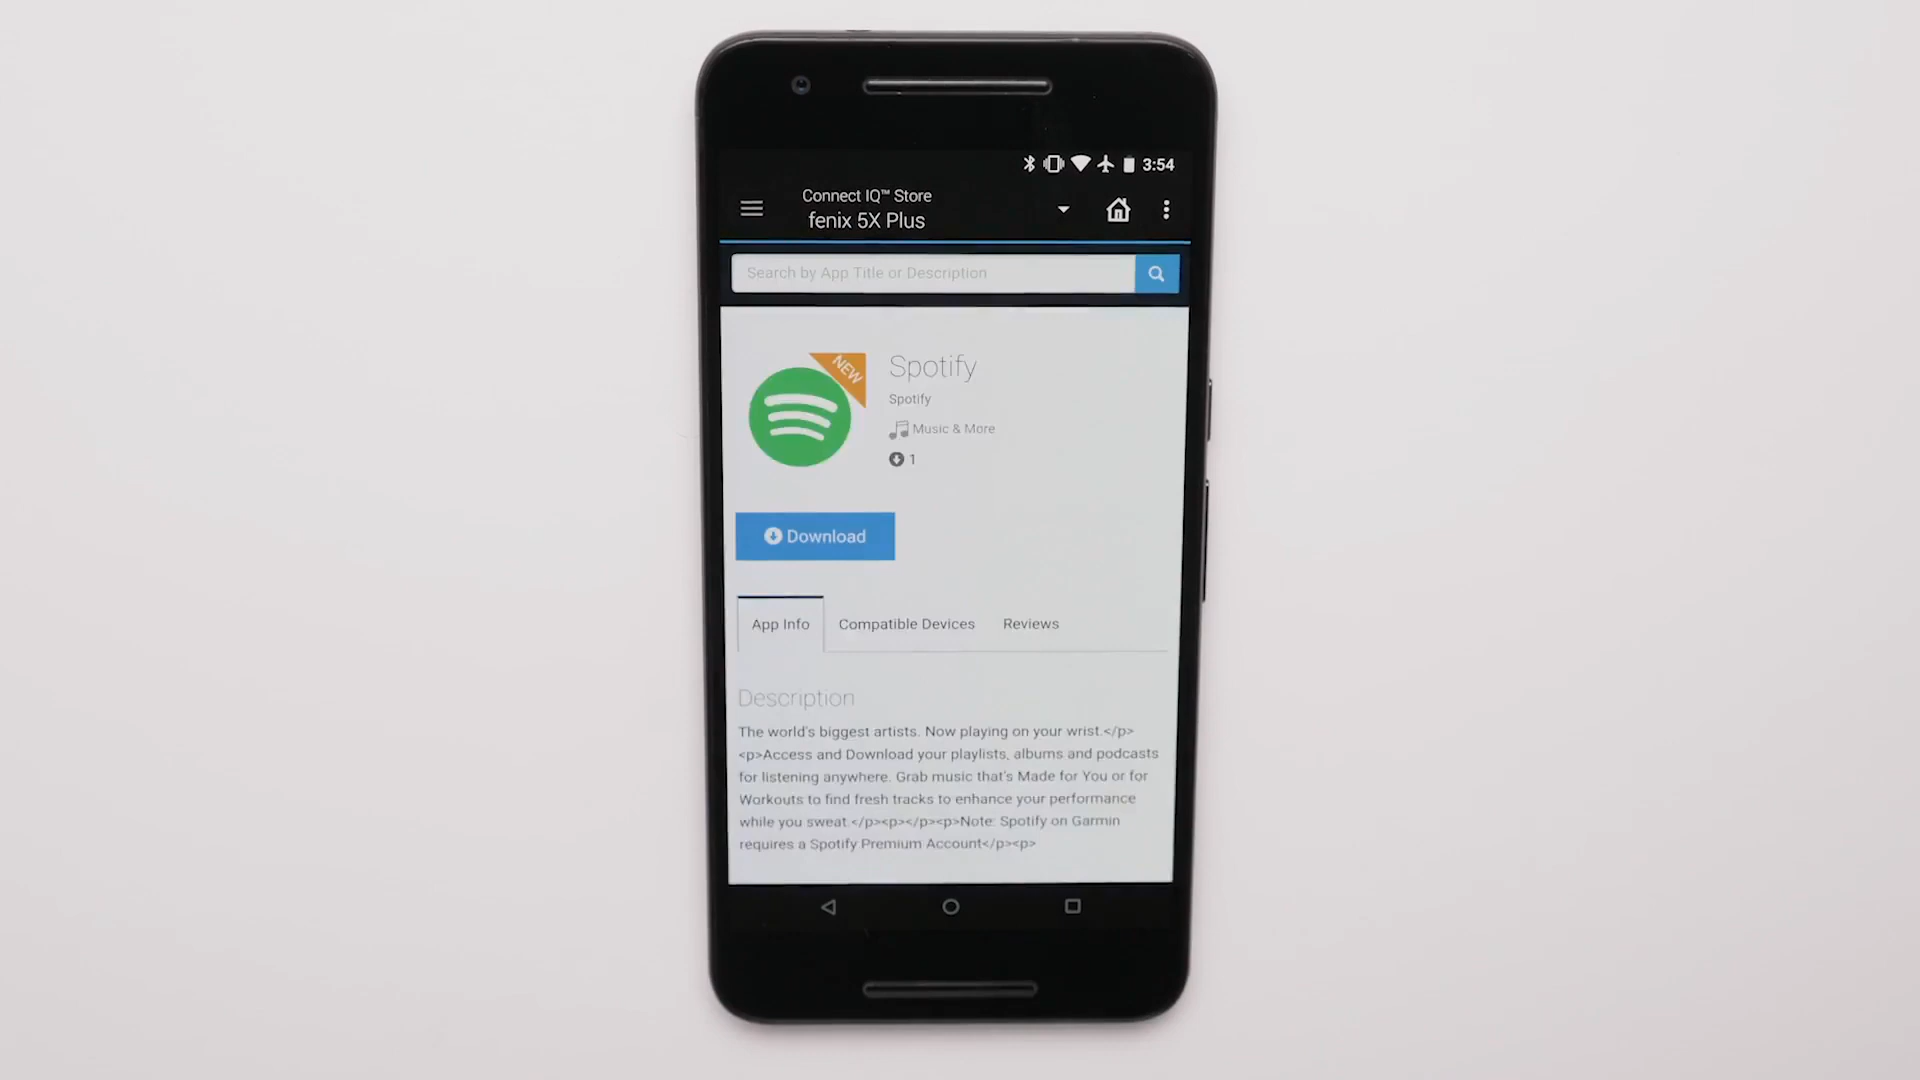 3:54
Connect IQ™ Store
fenix 5X Plus
Search by App Title or Description
NEW
Spotify
Spotify
Music & More
1
Download
App Info
Compatible Devices
Reviews
Description
The world's biggest artists. Now playing on your wrist.</p>
<p>Access and Download your playlists, albums and podcasts
for listening anywhere. Grab music that's Made for You or for
Workouts to find fresh tracks to enhance your performance
while you sweat.</p><p></p><p>Note: Spotify on Garmin
requires a Spotify Premium Account</p><p>